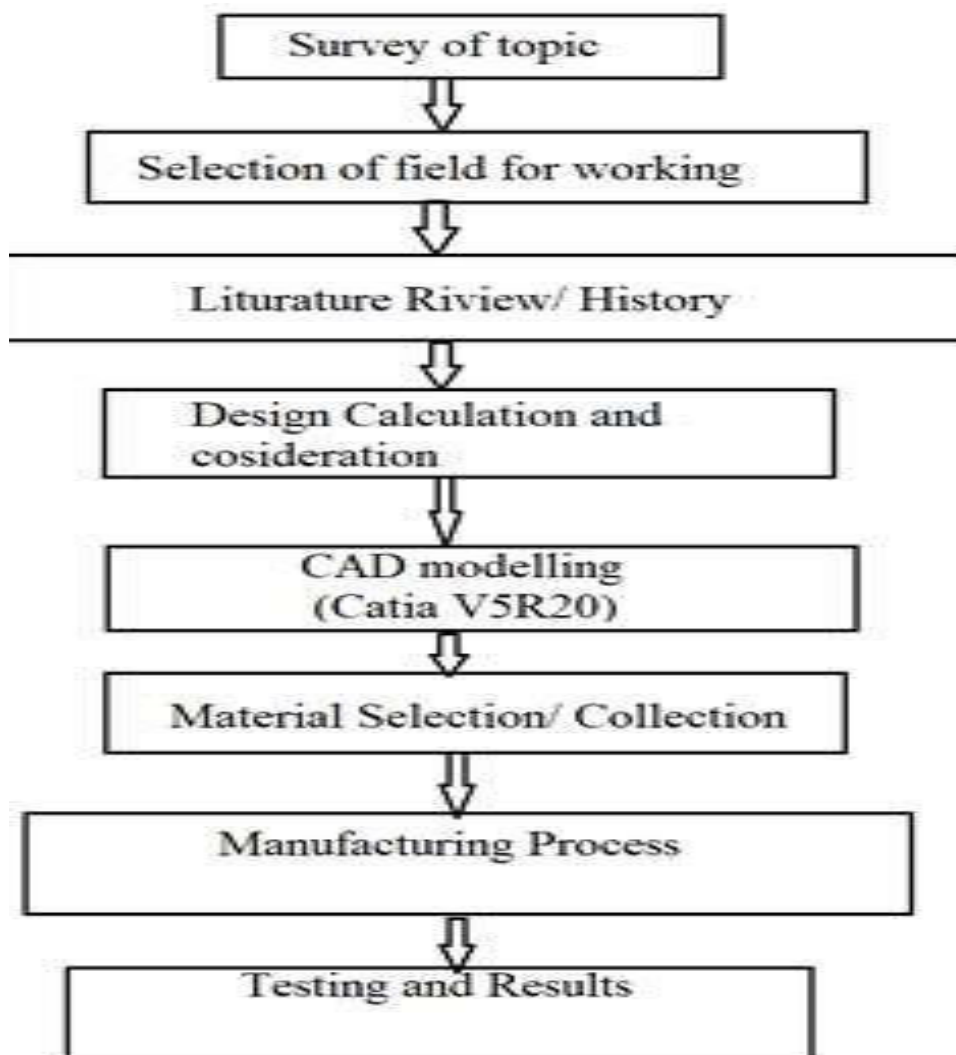 Survey of topic
Selection of field for working
Liturature Riview/ History
Design Calculation and
cosideration
CAD modelling
(Catia V5R20)
Material Selection/ Collection
Manufacturing Process
Testing and Results